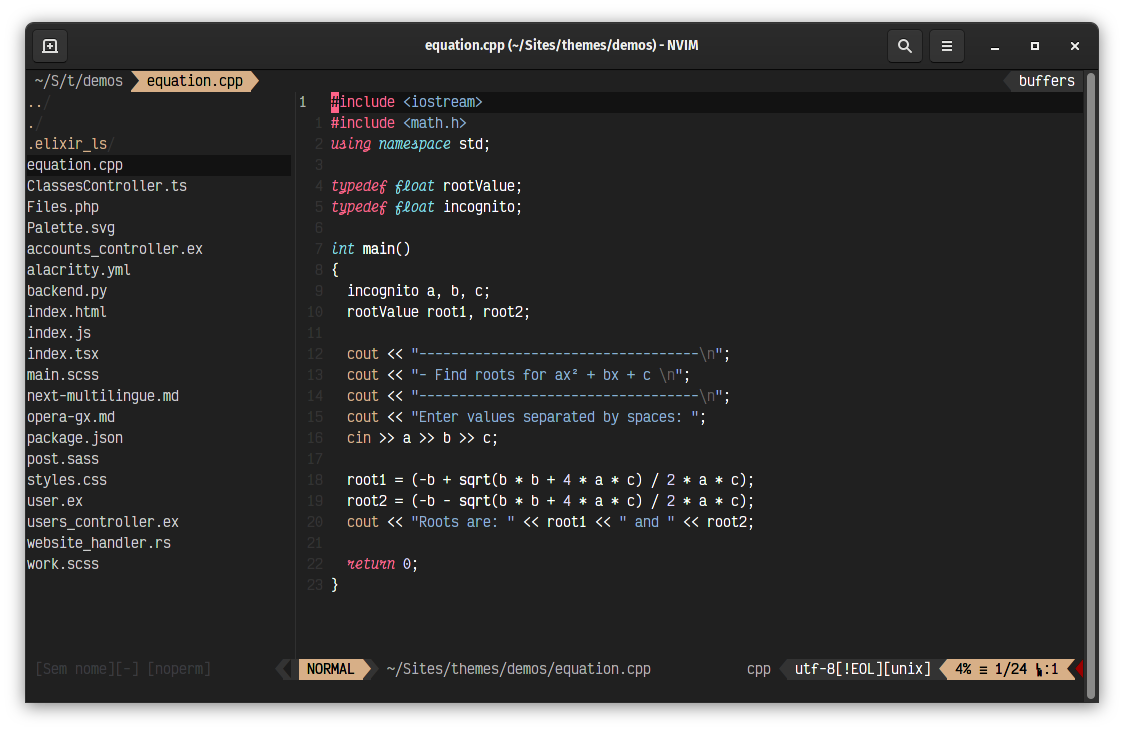 equation.cpp (~/Sites/themes/demos) - NVIM
~/S/t/demos equation.cpp buffers
../
./
.elixir_ls/
equation.cpp
ClassesController.ts
Files.php
Palette.svg
accounts_controller.ex
alacritty.yml
backend.py
index.html
index.js
index.tsx
main.scss
next-multilingue.md
opera-gx.md
package.json
post.sass
styles.css
user.ex
users_controller.ex
website_handler.rs
work.scss
1 #include <iostream>
1 #include <math.h>
2 using namespace std;
3
4 typedef float rootValue;
5 typedef float incognito;
6
7 int main()
8 {
9 incognito a, b, c;
10 rootValue root1, root2;
11
12 cout << "-----------------------------------\n";
13 cout << "- Find roots for ax² + bx + c \n";
14 cout << "-----------------------------------\n";
15 cout << "Enter values separated by spaces: ";
16 cin >> a >> b >> c;
17
18 root1 = (-b + sqrt(b * b + 4 * a * c) / 2 * a * c);
19 root2 = (-b - sqrt(b * b + 4 * a * c) / 2 * a * c);
20 cout << "Roots are: " << root1 << " and " << root2;
21
22 return 0;
23 }
[Sem nome][-] [noperm] NORMAL ~/Sites/themes/demos/equation.cpp cpp utf-8[!EOL][unix] 4% ≡ 1/24 :1